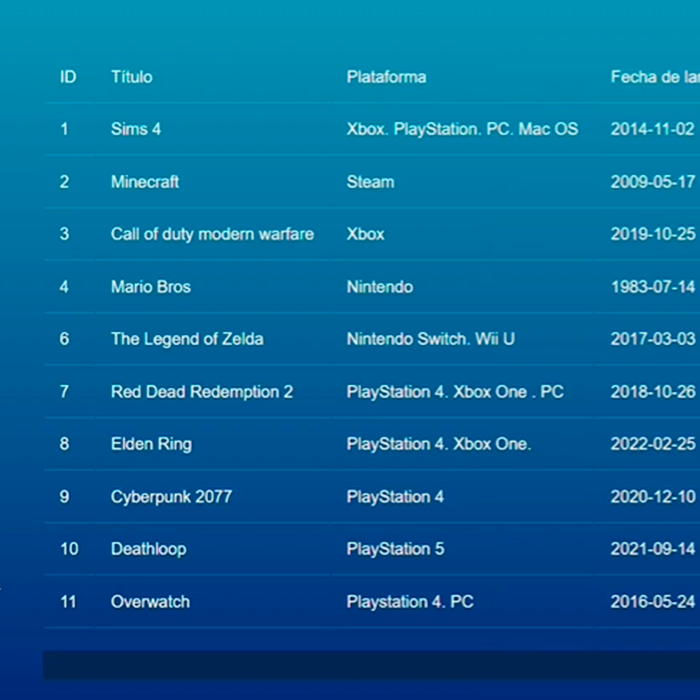 ID Título Plataforma Fecha de la
1 Sims 4 Xbox. PlayStation. PC. Mac OS 2014-11-02
2 Minecraft Steam 2009-05-17
3 Call of duty modern warfare Xbox 2019-10-25
4 Mario Bros Nintendo 1983-07-14
6 The Legend of Zelda Nintendo Switch. Wii U 2017-03-03
7 Red Dead Redemption 2 PlayStation 4. Xbox One . PC 2018-10-26
8 Elden Ring PlayStation 4. Xbox One. 2022-02-25
9 Cyberpunk 2077 PlayStation 4 2020-12-10
10 Deathloop PlayStation 5 2021-09-14
11 Overwatch Playstation 4. PC 2016-05-24